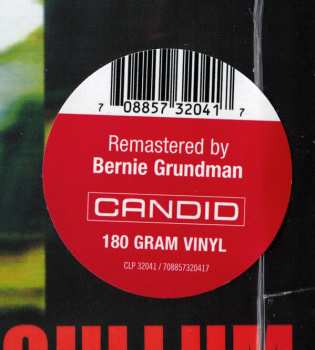 7 08857 32041 7
Remastered by
Bernie Grundman
CANDID
180 GRAM VINYL
CLP 32041 / 708857320417